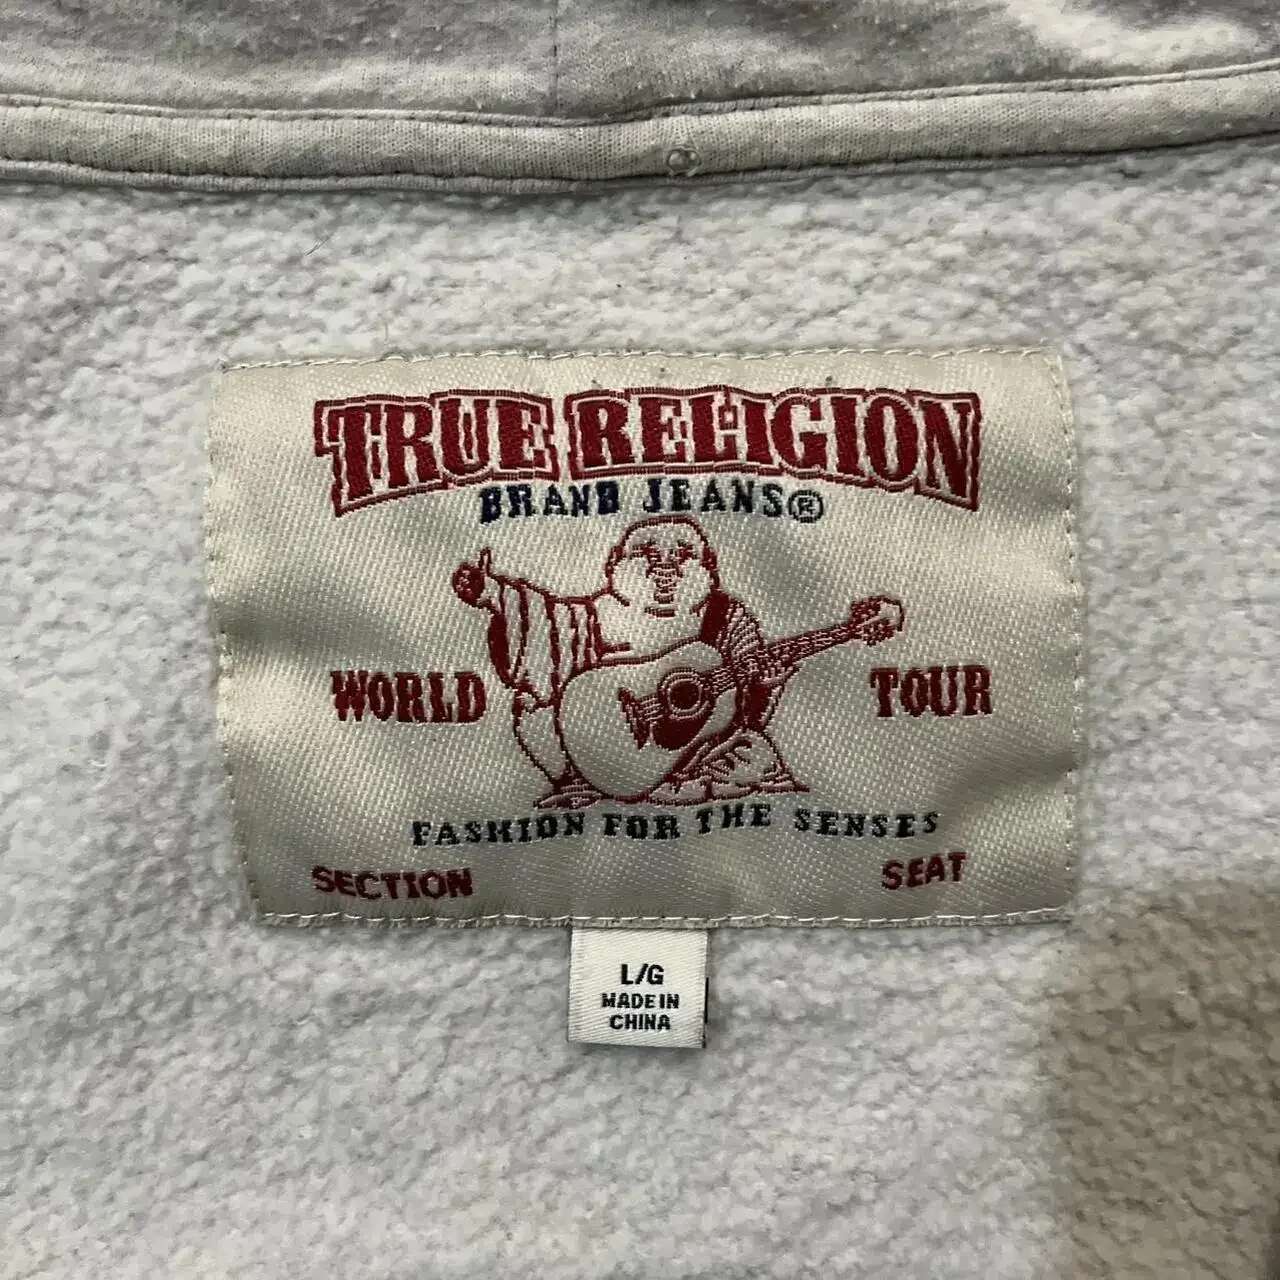 TRUE RELIGION
BRAND JEANS®
WORLD TOUR
FASHION FOR THE SENSES
SECTION SEAT
L/G
MADE IN
CHINA